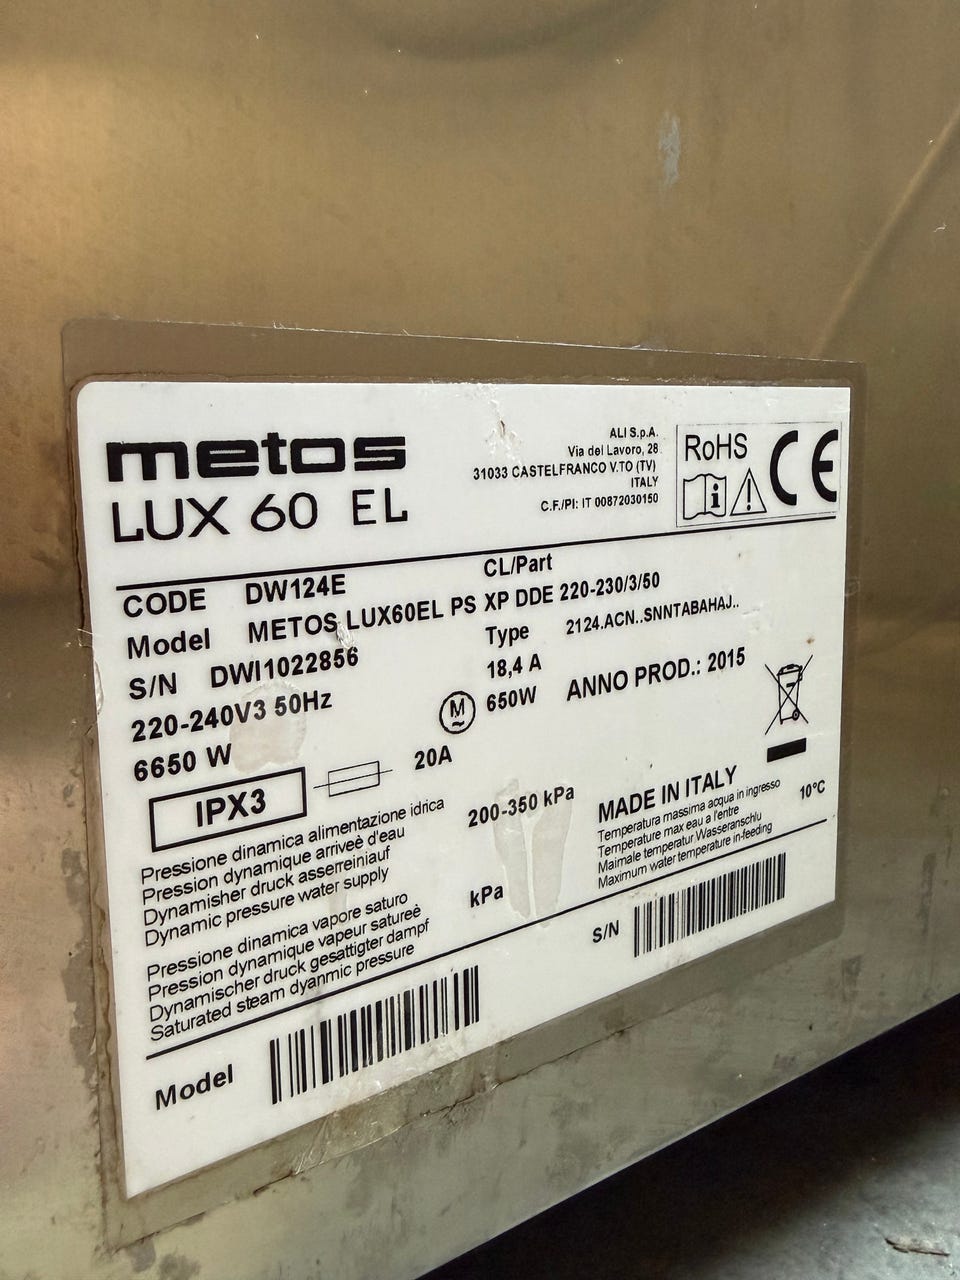 metos
LUX 60 EL
ALI S.p.A.
Via del Lavoro, 28
31033 CASTELFRANCO V.TO (TV)
ITALY
C.F./PI: IT 00872030150
RoHS CE
CODE DW124E CL/Part
Model METOS LUX60EL PS XP DDE 220-230/3/50
S/N DWI1022856 Type 2124.ACN..SNNTABAHAJ..
220-240V3 50Hz 18,4 A
6650 W M 650W ANNO PROD.: 2015
IPX3 20A
MADE IN ITALY
Pressione dinamica alimentazione idrica
Pression dynamique arriveè d'eau
Dynamisher druck asserreiniauf
Dynamic pressure water supply
200-350 kPa
Temperatura massima acqua in ingresso
Temperature max eau a l'entre
Maimale temperatur Wasseranschlu
Maximum water temperature in-feeding
10°C
Pressione dinamica vapore saturo
Pression dynamique vapeur satureè
Dynamischer druck gesattigter dampf
Saturated steam dyanmic pressure
kPa
Model
S/N